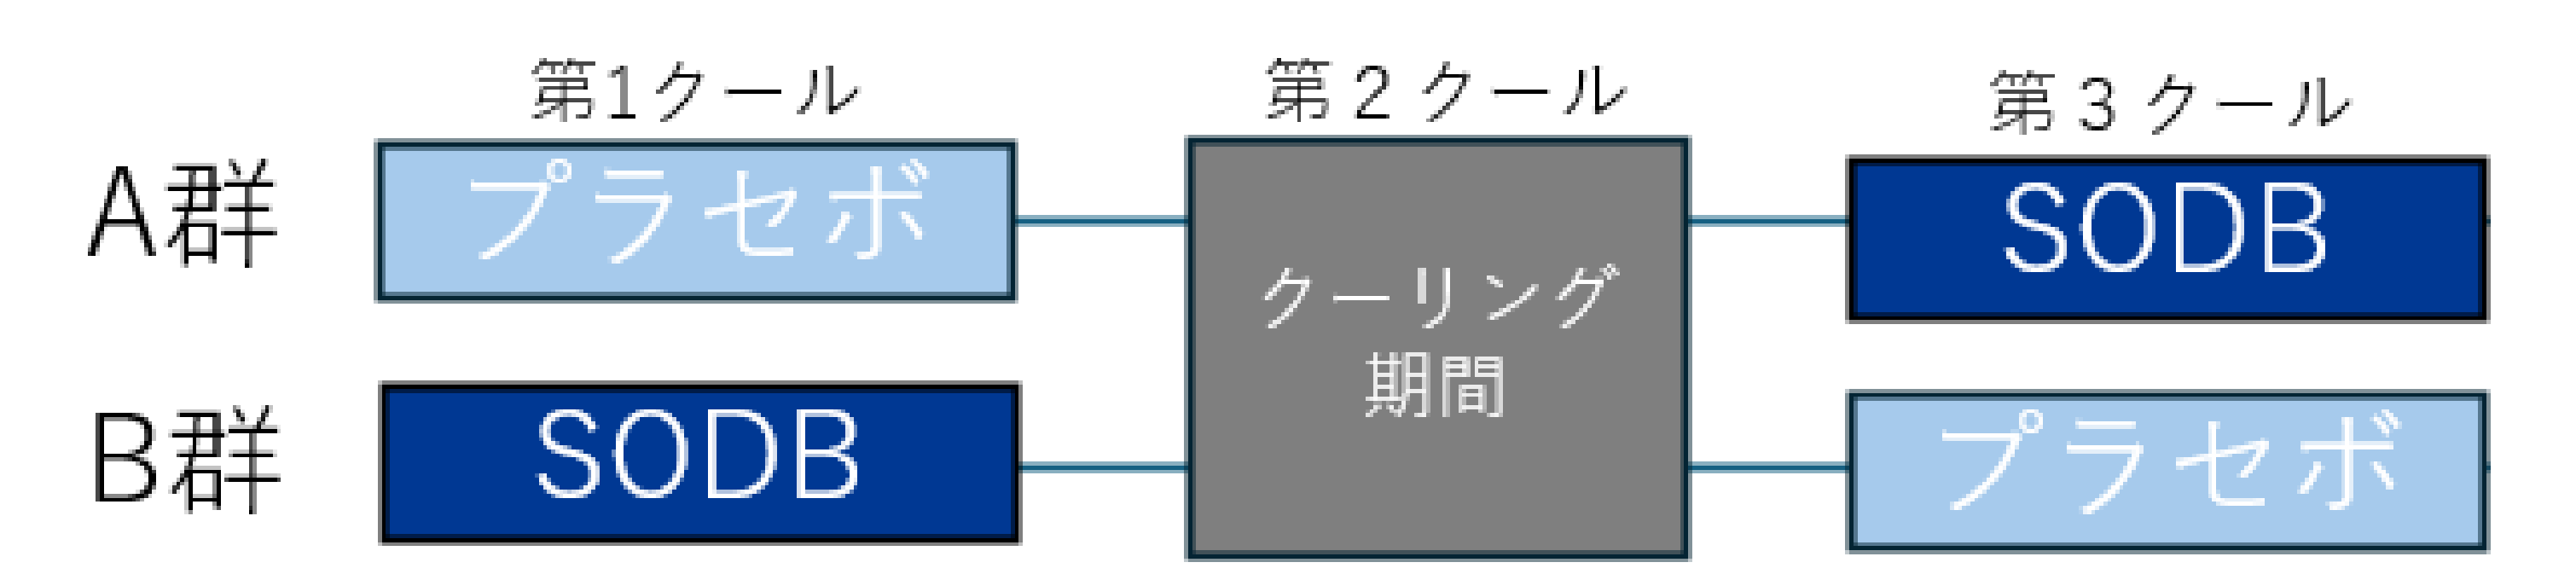 第1クール
第２クール
第３クール
A群
プラセボ
クーリング
期間
SODB
B群
SODB
プラセボ